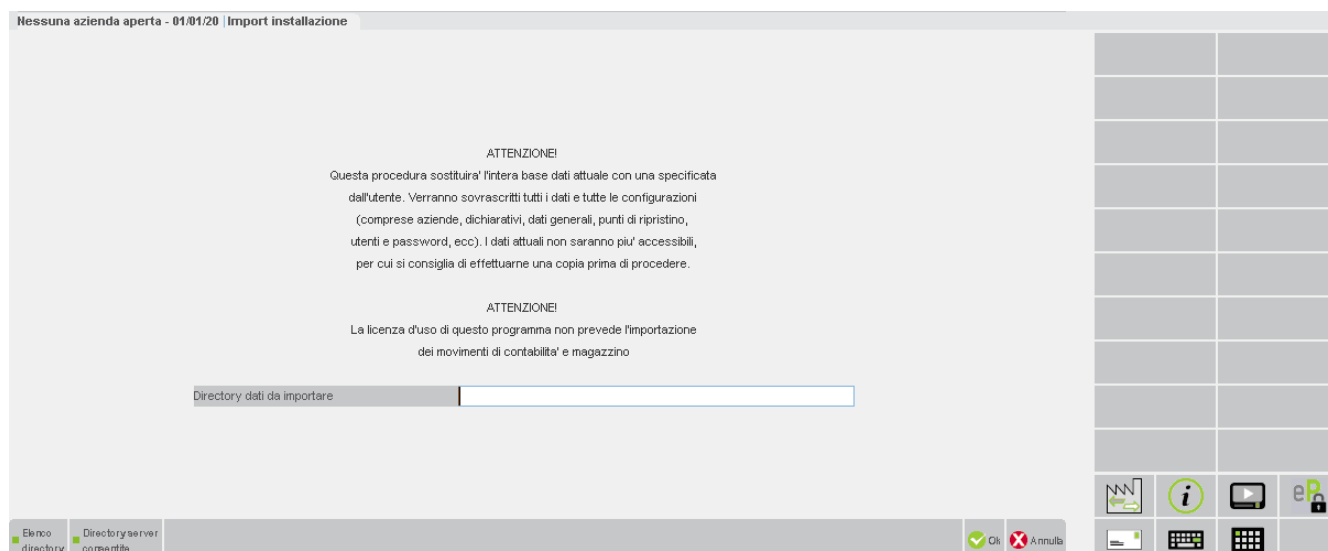 Nessuna azienda aperta - 01/01/20 | Import installazione
ATTENZIONE!
Questa procedura sostituira' l'intera base dati attuale con una specificata
dall'utente. Verranno sovrascritti tutti i dati e tutte le configurazioni
(comprese aziende, dichiarativi, dati generali, punti di ripristino,
utenti e password, ecc). I dati attuali non saranno piu' accessibili,
per cui si consiglia di effettuarne una copia prima di procedere.
ATTENZIONE!
La licenza d'uso di questo programma non prevede l'importazione
dei movimenti di contabilita' e magazzino
Directory dati da importare
Elenco
directory
Directory server
consentite
Ok
Annulla
i
eP